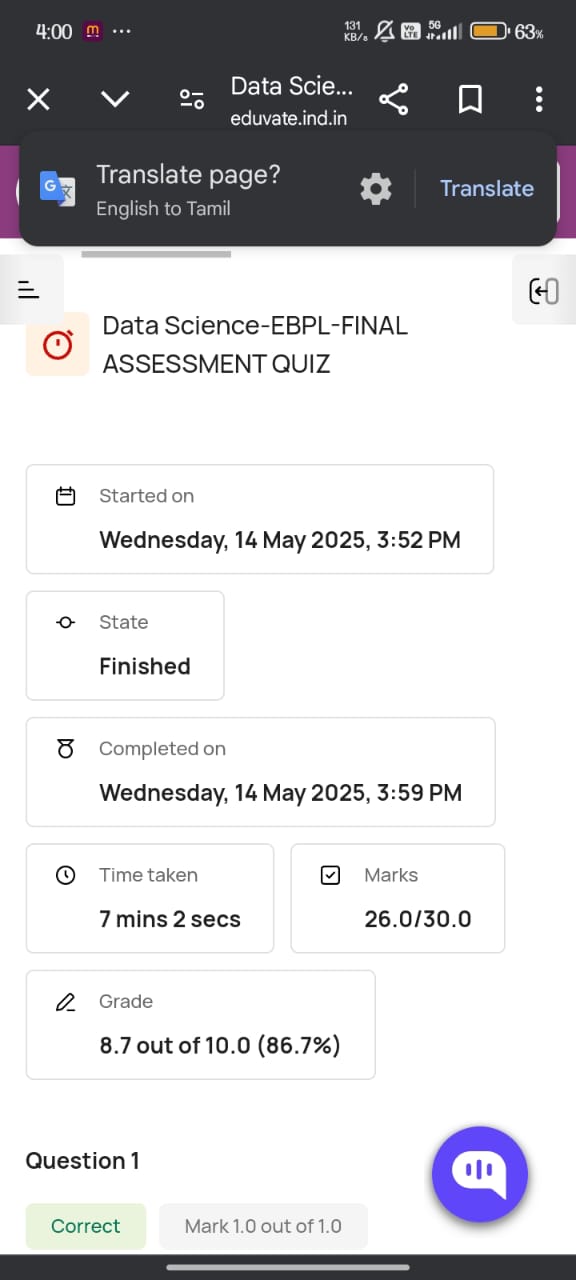 4:00 m ... 131 KB/s Vo LTE 5G 63%
Data Scie...
eduvate.ind.in
Translate page?
English to Tamil
Translate
Data Science-EBPL-FINAL
ASSESSMENT QUIZ
Started on
Wednesday, 14 May 2025, 3:52 PM
State
Finished
Completed on
Wednesday, 14 May 2025, 3:59 PM
Time taken
7 mins 2 secs
Marks
26.0/30.0
Grade
8.7 out of 10.0 (86.7%)
Question 1
Correct
Mark 1.0 out of 1.0